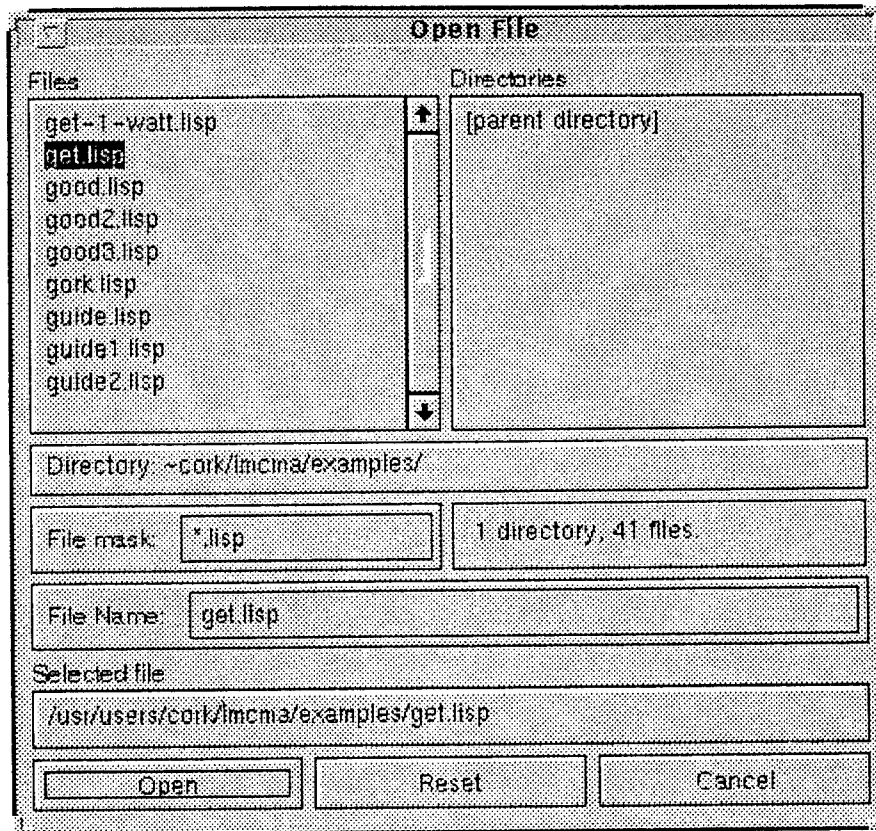 Open File
Files
Directories
get-1-watt.lisp
get.lisp
good.lisp
good2.lisp
good3.lisp
gork.lisp
guide.lisp
guide1.lisp
guide2.lisp
[parent directory]
Directory: ~cork/lmcma/examples/
File mask: *.lisp
1 directory, 41 files.
File Name: get.lisp
Selected file
/usr/users/cork/lmcma/examples/get.lisp
Open
Reset
Cancel